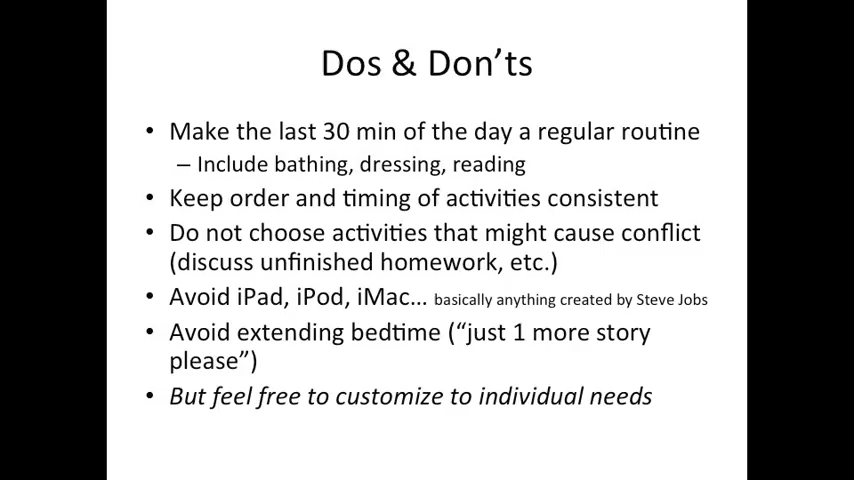 Dos & Don’ts
• Make the last 30 min of the day a regular routine
– Include bathing, dressing, reading
• Keep order and timing of activities consistent
• Do not choose activities that might cause conflict
(discuss unfinished homework, etc.)
• Avoid iPad, iPod, iMac… basically anything created by Steve Jobs
• Avoid extending bedtime (“just 1 more story
please”)
• But feel free to customize to individual needs